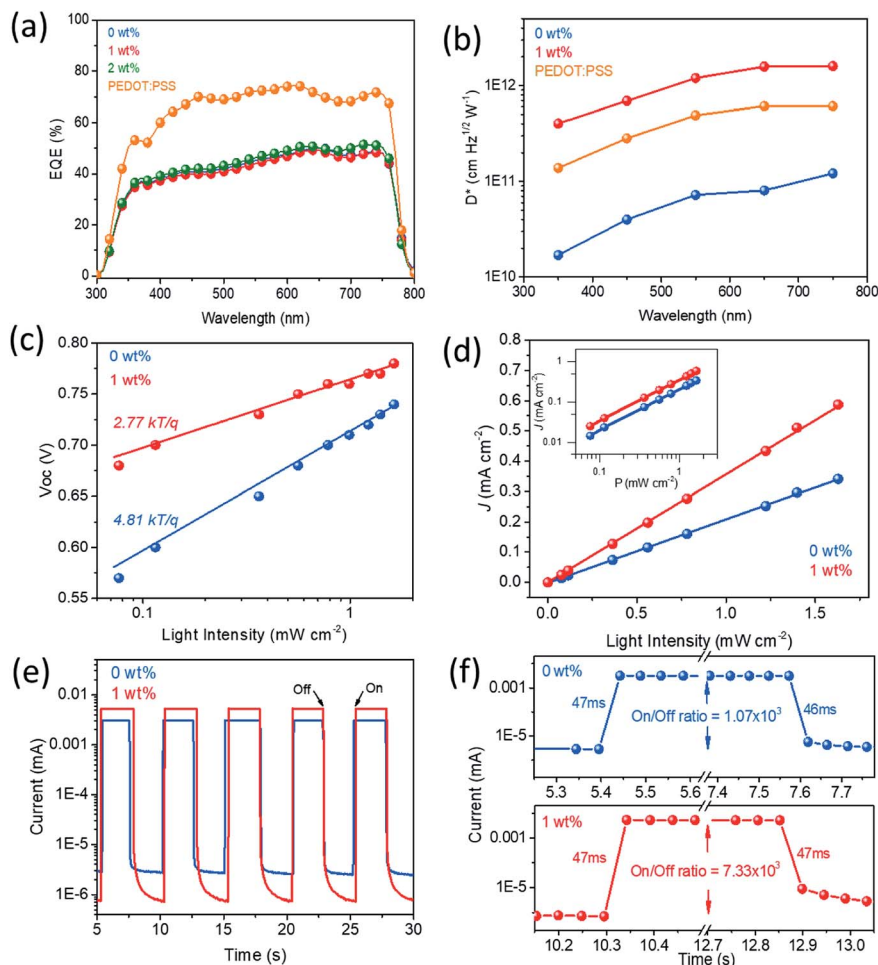 (a)
0 wt%
1 wt%
2 wt%
PEDOT:PSS
EQE (%)
100
80
60
40
20
0
300 400 500 600 700 800
Wavelength (nm)
(b)
0 wt%
1 wt%
PEDOT:PSS
D* (cm Hz1/2 W-1)
1E12
1E11
1E10
300 400 500 600 700 800
Wavelength (nm)
(c)
0 wt%
1 wt%
2.77 kT/q
4.81 kT/q
Voc (V)
0.80
0.75
0.70
0.65
0.60
0.55
0.1 1
Light Intensity (mW cm-2)
(d)
J (mA cm-2)
0.8
0.7
0.6
0.5
0.4
0.3
0.2
0.1
0.0
J (mA cm-2)
1
0.1
0.01
0.1 1
P (mW cm-2)
0 wt%
1 wt%
0.0 0.5 1.0 1.5
Light Intensity (mW cm-2)
(e)
0 wt%
1 wt%
Off On
Current (mA)
0.01
0.001
1E-4
1E-5
1E-6
5 10 15 20 25 30
Time (s)
(f)
0 wt%
0.001
1E-5
47ms
On/Off ratio = 1.07x103
46ms
5.3 5.4 5.5 5.6 7.4 7.5 7.6 7.7
Current (mA)
1 wt%
0.001
1E-5
47ms
On/Off ratio = 7.33x103
47ms
10.2 10.3 10.4 10.5 12.7 12.8 12.9 13.0
Time (s)